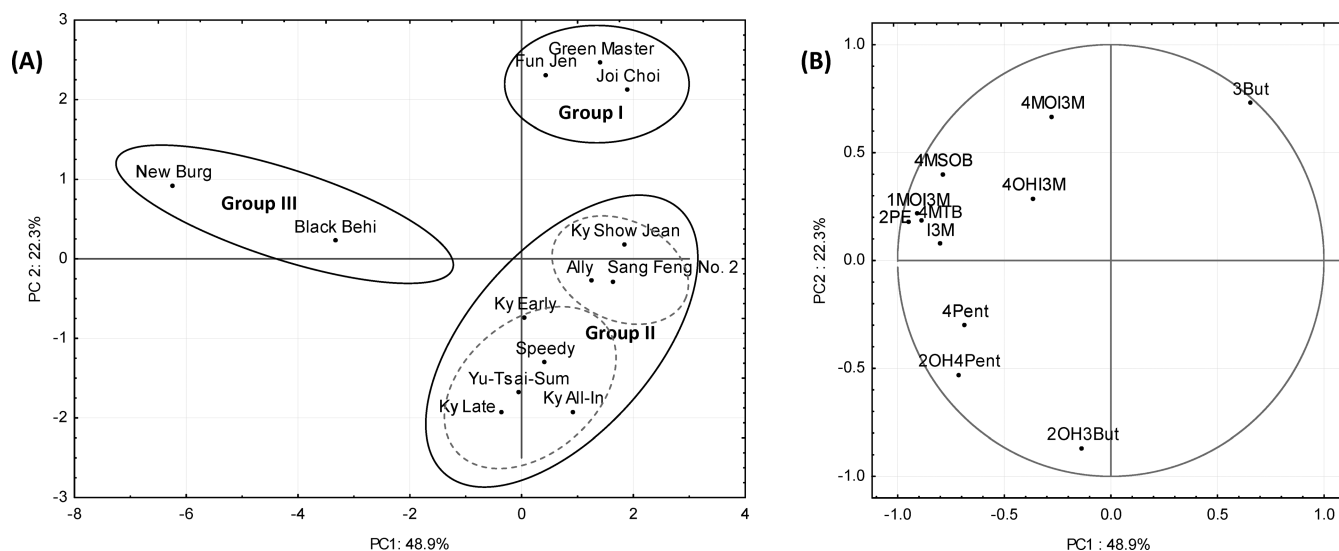 (A)
3
2
1
0
-1
-2
-3
PC 2: 22.3%
-8
-6
-4
-2
0
2
4
PC1: 48.9%
Green Master
Fun Jen
Joi Choi
Group I
New Burg
Group III
Black Behi
Ky Show Jean
Ally
Sang Feng No. 2
Ky Early
Group II
Speedy
Yu-Tsai-Sum
Ky Late
Ky All-In
(B)
1.0
0.5
0.0
-0.5
-1.0
PC2 : 22.3%
-1.0
-0.5
0.0
0.5
1.0
PC1 : 48.9%
3But
4MOI3M
4MSOB
4OHI3M
1MOI3M
2PE
4MTB
I3M
4Pent
2OH4Pent
2OH3But